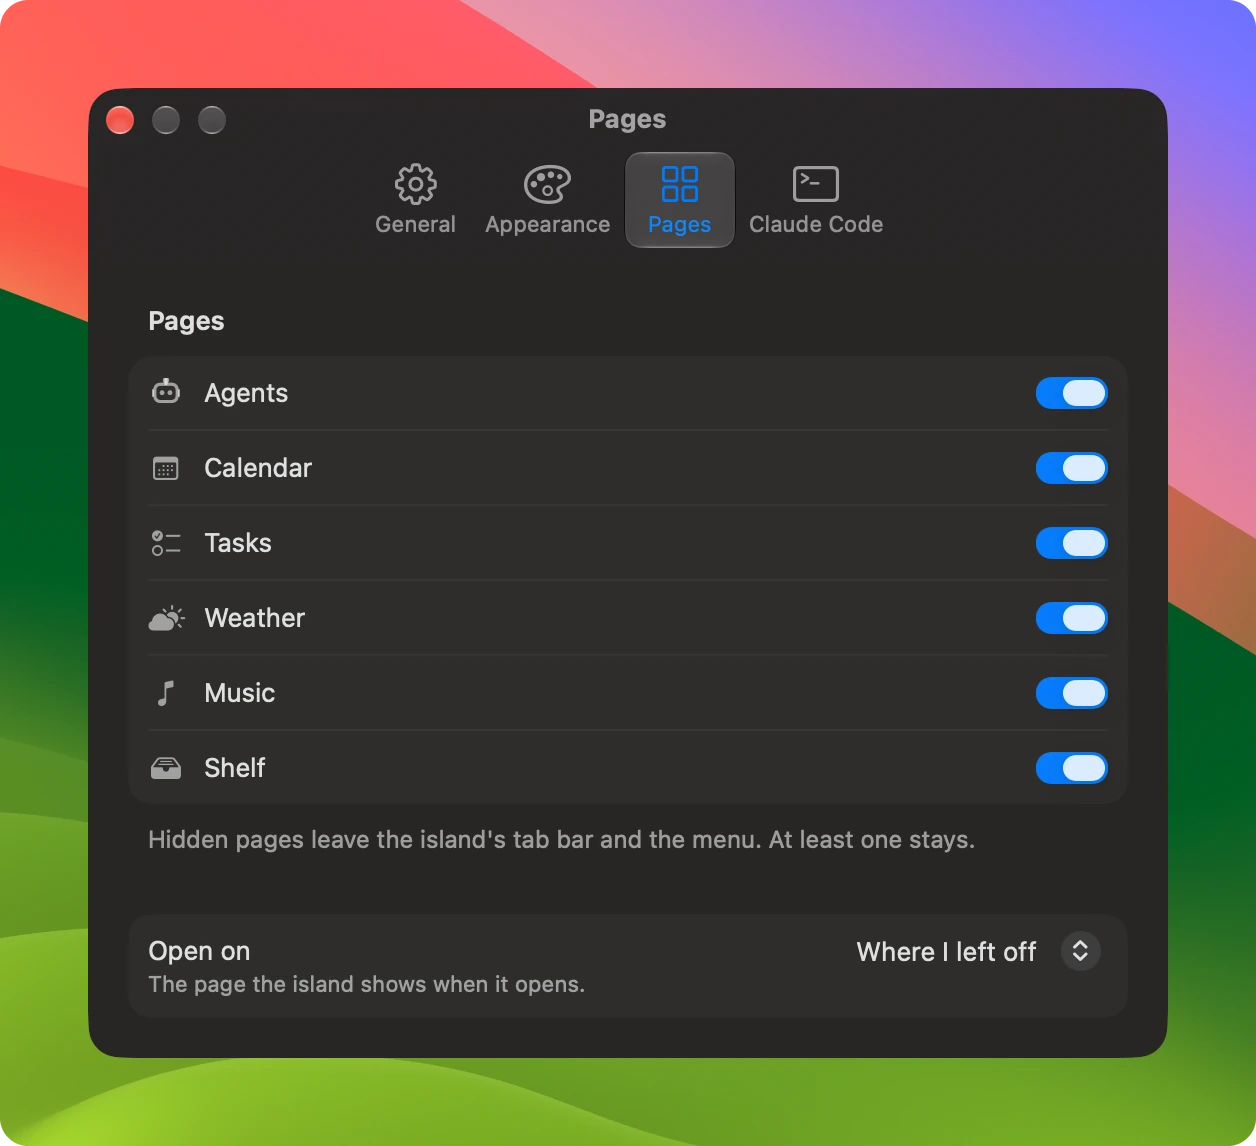 Pages
General
Appearance
Pages
Claude Code
Pages
Agents
Calendar
Tasks
Weather
Music
Shelf
Hidden pages leave the island's tab bar and the menu. At least one stays.
Open on
Where I left off
The page the island shows when it opens.